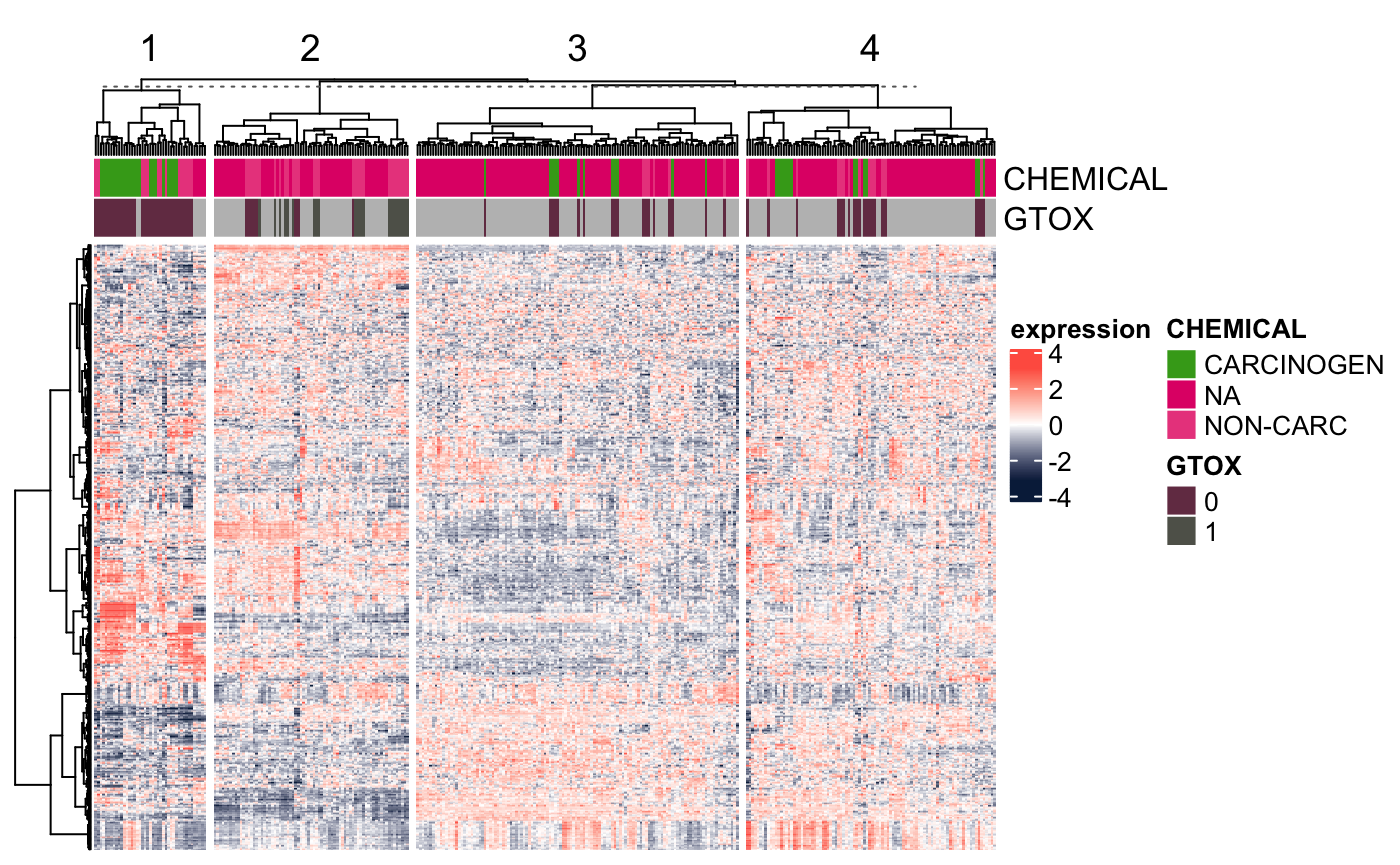 1 2 3 4
CHEMICAL
GTOX
expression
4
2
0
-2
-4
CHEMICAL
CARCINOGEN
NA
NON-CARC
GTOX
0
1